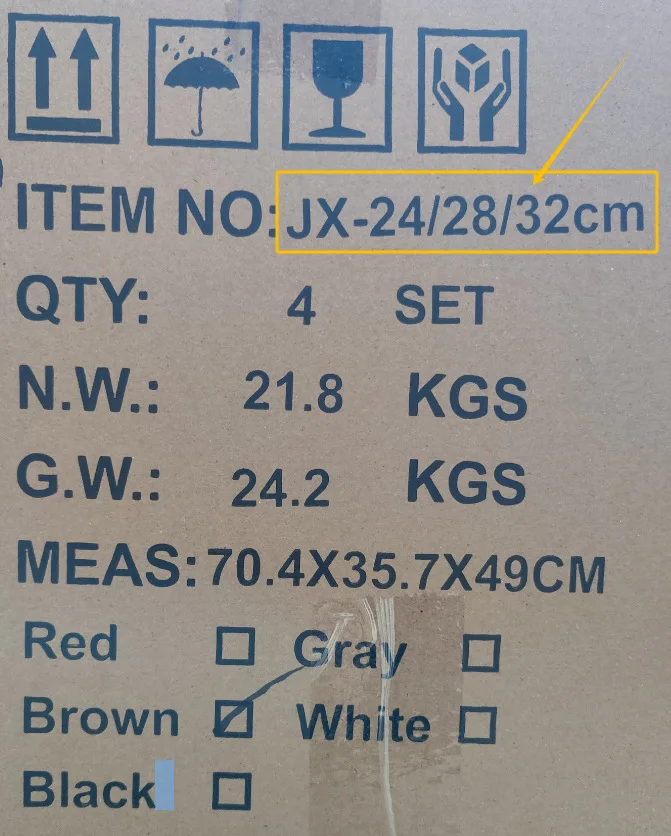 ITEM NO: JX-24/28/32cm
QTY: 4 SET
N.W.: 21.8 KGS
G.W.: 24.2 KGS
MEAS: 70.4X35.7X49CM
Red □ Gray □
Brown ☑ White □
Black □